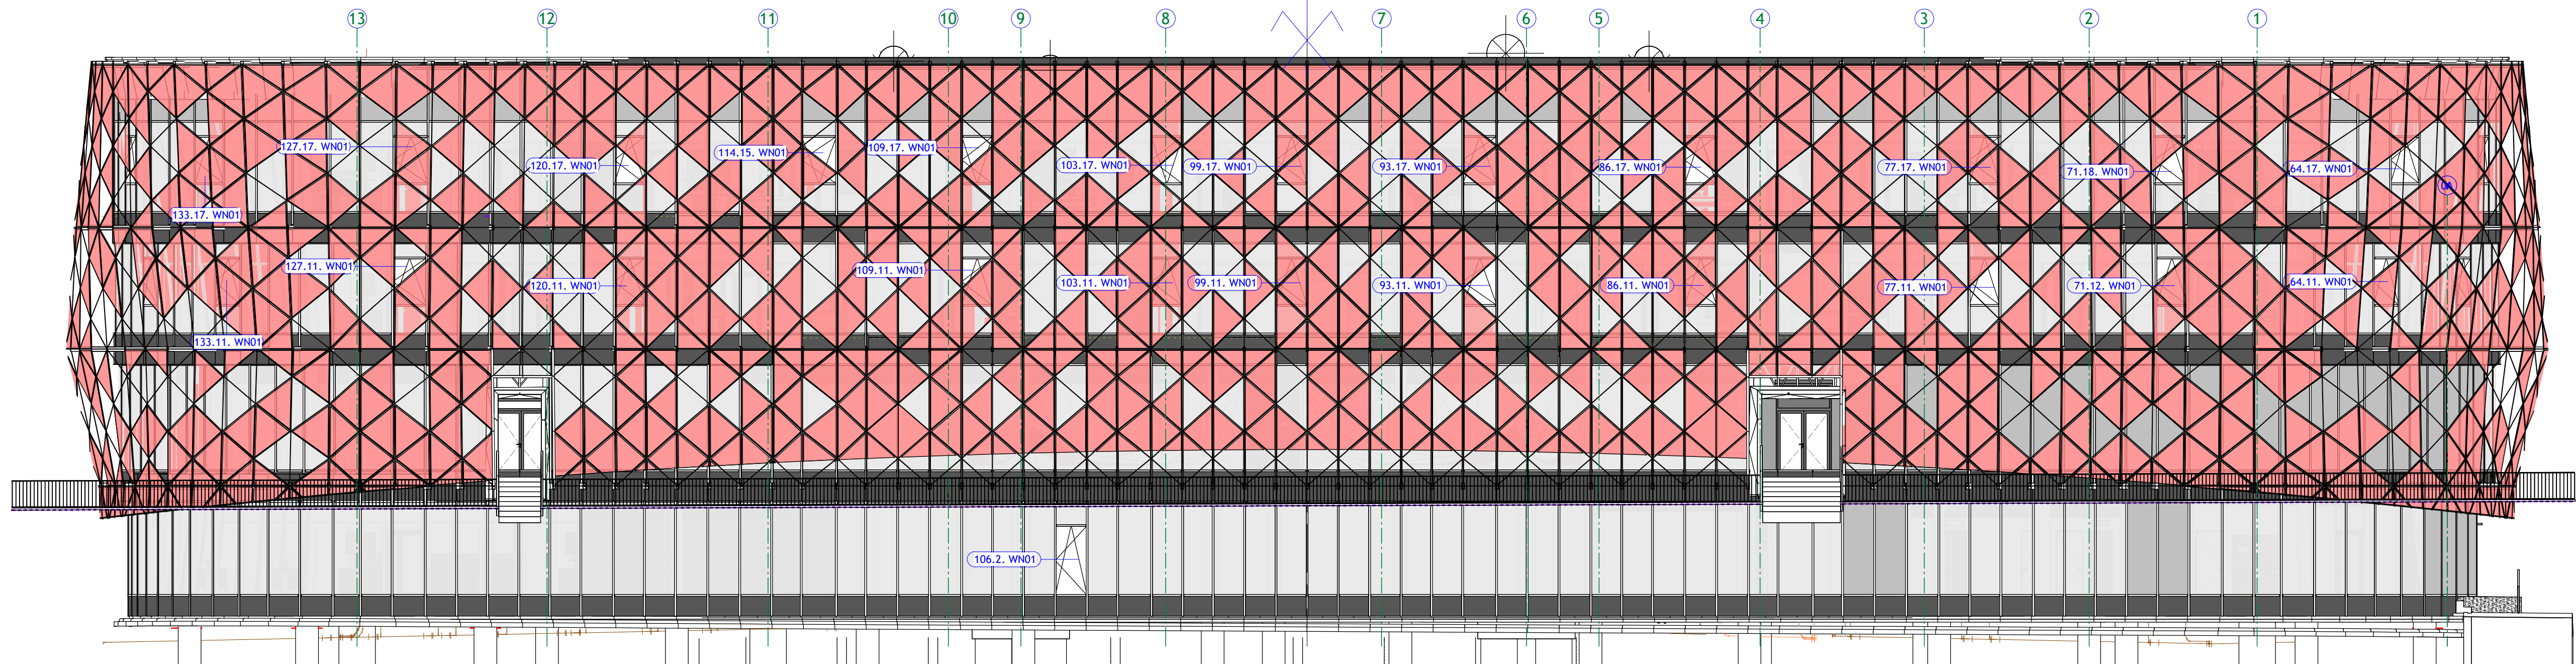 13
12
11
10
9
8
7
6
5
4
3
2
1
127.17. WN01
120.17. WN01
114.15. WN01
109.17. WN01
103.17. WN01
99.17. WN01
93.17. WN01
86.17. WN01
77.17. WN01
71.18. WN01
64.17. WN01
0A
133.17. WN01
127.11. WN01
120.11. WN01
109.11. WN01
103.11. WN01
99.11. WN01
93.11. WN01
86.11. WN01
77.11. WN01
71.12. WN01
64.11. WN01
133.11. WN01
106.2. WN01